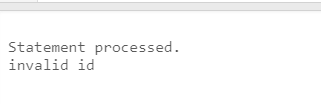 Statement processed.
invalid id